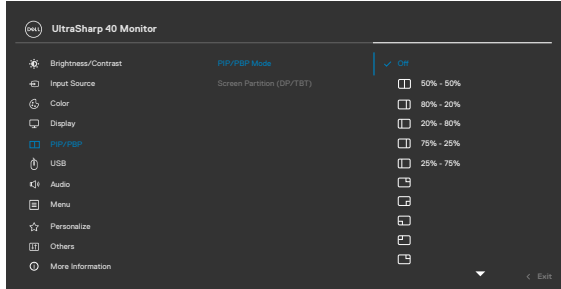 DELL UltraSharp 40 Monitor
Brightness/Contrast PIP/PBP Mode Off
Input Source Screen Partition (DP/TBT) 50% - 50%
Color 80% - 20%
Display 20% - 80%
PIP/PBP 75% - 25%
USB 25% - 75%
Audio
Menu
Personalize
Others
More Information
Exit